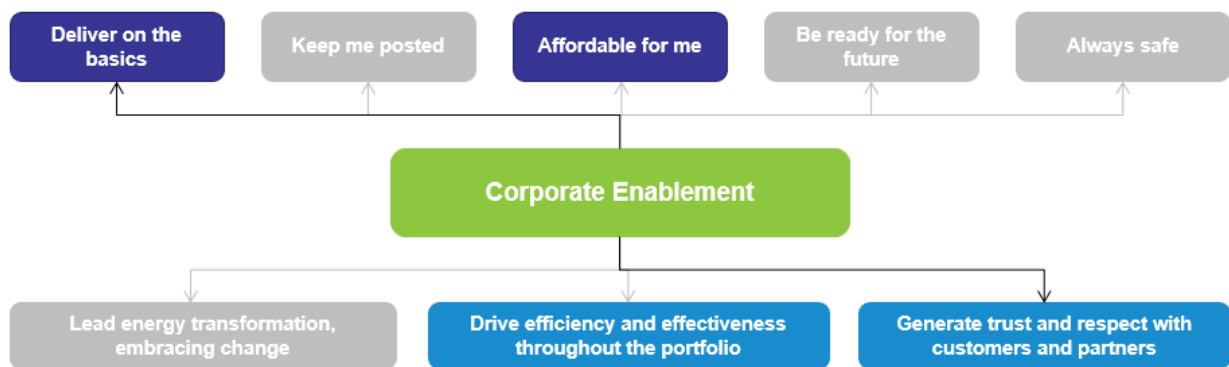 Deliver on the
basics
Keep me posted
Affordable for me
Be ready for the
future
Always safe
Corporate Enablement
Lead energy transformation,
embracing change
Drive efficiency and effectiveness
throughout the portfolio
Generate trust and respect with
customers and partners